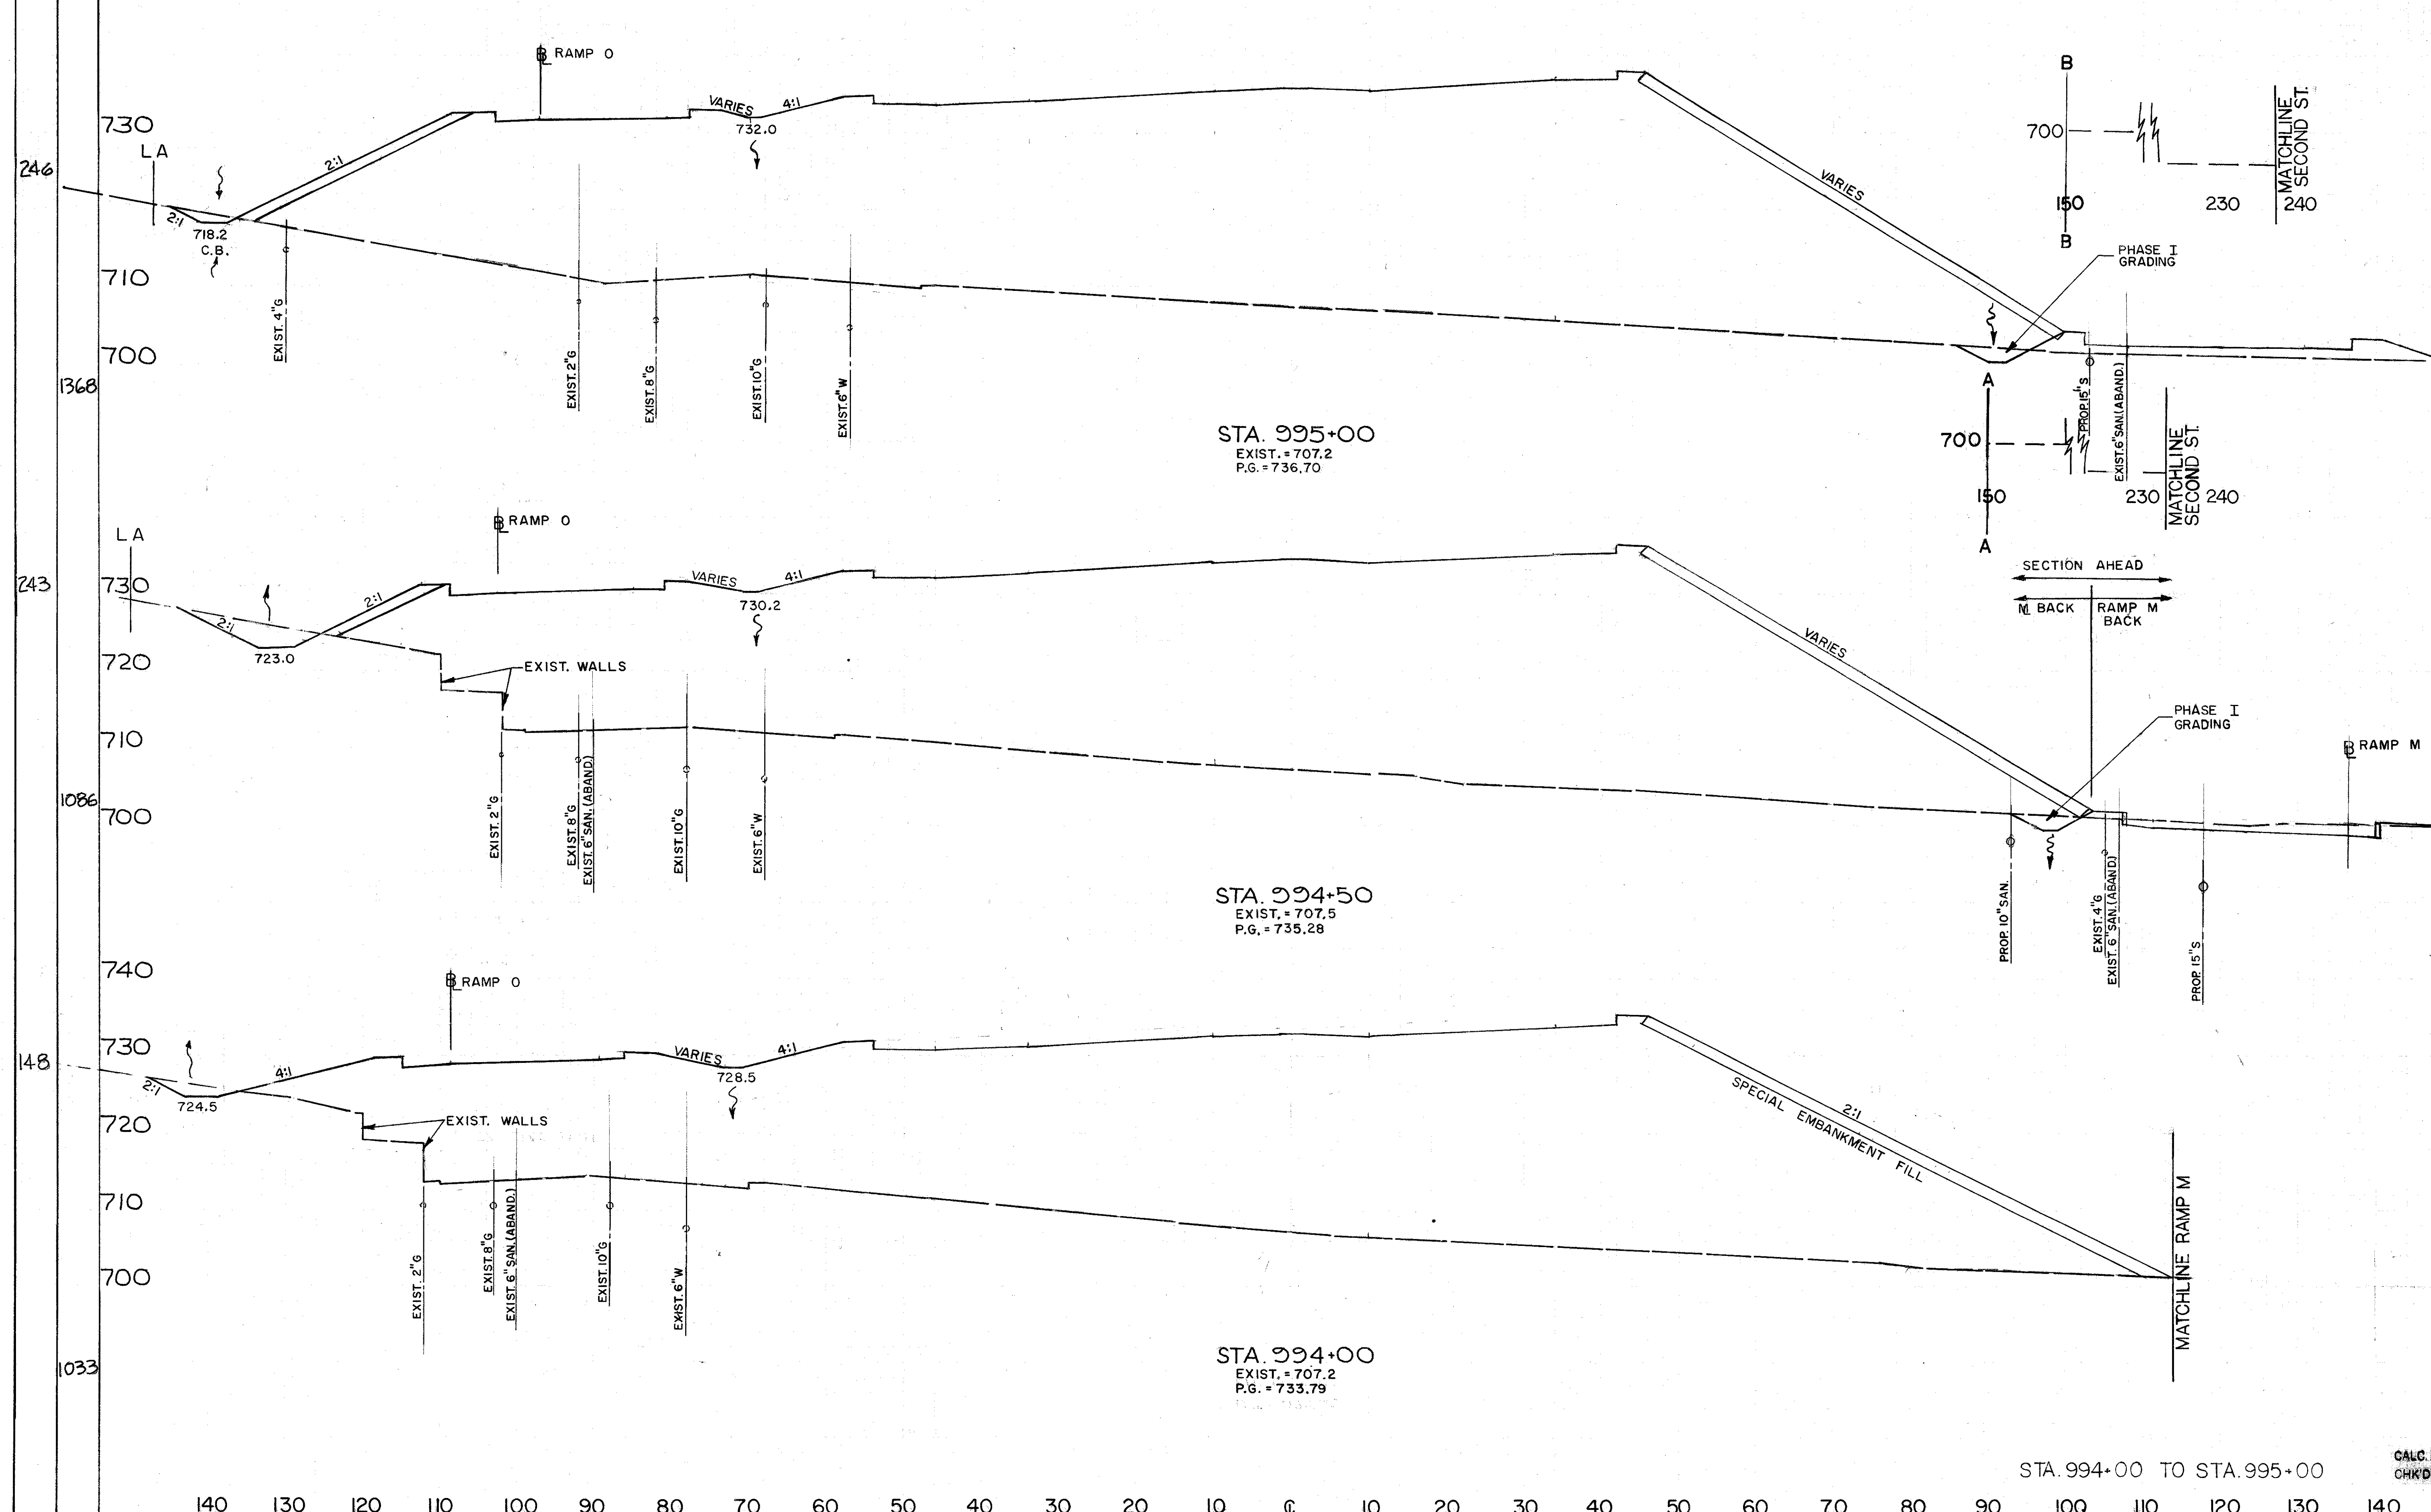 ℄ RAMP O
B
730
VARIES
4:1
732.0
LA
2:1
700
MATCHLINE
SECOND ST.
246
VARIES
2:1
718.2
C.B.
150
230
240
B
PHASE I
GRADING
710
EXIST. 4"G
700
EXIST. 2"G
EXIST. 8"G
EXIST. 10"G
EXIST. 6"W
A
PROP. 15" S
EXIST. 6" SAN. (ABAND.)
1368
STA. 995+00
EXIST. = 707.2
P.G. = 736.70
700
MATCHLINE
SECOND ST.
150
230
240
A
LA
B̲L̲ RAMP O
SECTION AHEAD
243
730
VARIES
4:1
2:1
730.2
M̲L̲ BACK
RAMP M
BACK
2:1
723.0
VARIES
720
EXIST. WALLS
PHASE I
GRADING
710
B̲L̲ RAMP M
1086
700
EXIST. 2"G
EXIST. 8"G
EXIST. 6" SAN. (ABAND.)
EXIST. 10"G
EXIST. 6"W
PROP. 10" SAN.
EXIST. 4"G
EXIST. 6" SAN. (ABAND)
PROP. 15" S
STA. 994+50
EXIST. = 707.5
P.G. = 735.28
740
B̲L̲ RAMP O
730
148
VARIES
4:1
4:1
2:1
724.5
728.5
SPECIAL EMBANKMENT FILL
2:1
720
EXIST. WALLS
710
700
EXIST. 2"G
EXIST. 8"G
EXIST. 6" SAN. (ABAND.)
EXIST. 10"G
EXIST. 6"W
MATCHLINE RAMP M
1033
STA. 994+00
EXIST. = 707.2
P.G. = 733.79
STA. 994+00 TO STA. 995+00
CALC.
CHK'D
140 130 120 110 100 90 80 70 60 50 40 30 20 10 ℄ 10 20 30 40 50 60 70 80 90 100 110 120 130 140